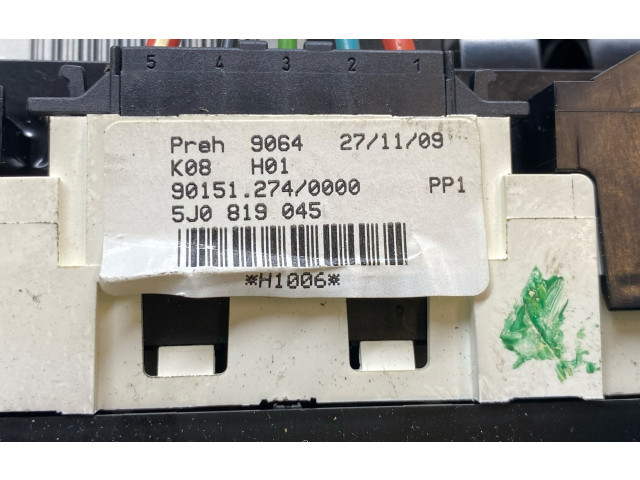 5 4 3 2 1
Preh 9064 27/11/09
K08 H01
90151.274/0000 PP1
5J0 819 045
*H1006*